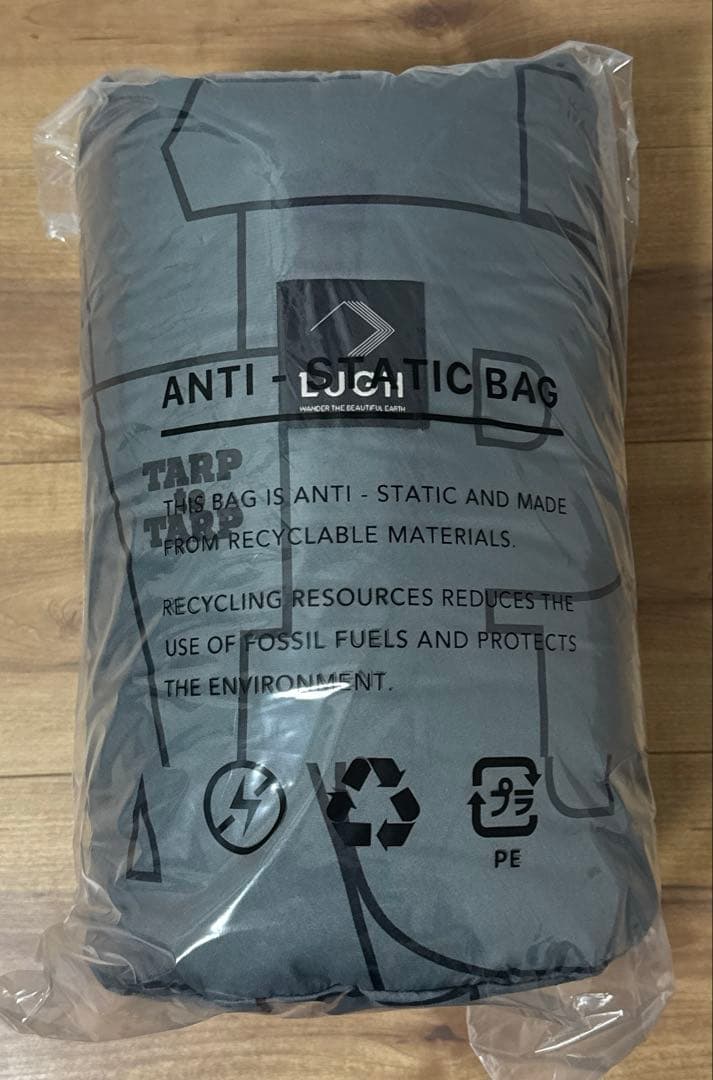 LUGH
WANDER THE BEAUTIFUL EARTH
ANTI - STATIC BAG
TARP
TARP
THIS BAG IS ANTI - STATIC AND MADE
FROM RECYCLABLE MATERIALS.
RECYCLING RESOURCES REDUCES THE
USE OF FOSSIL FUELS AND PROTECTS
THE ENVIRONMENT.
プラ
PE